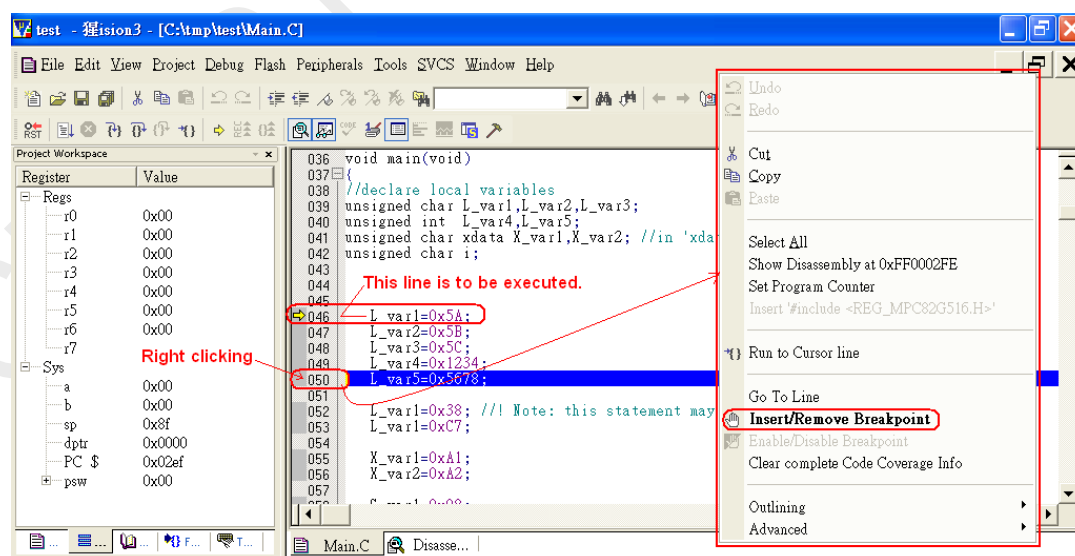 test - 猩ision3 - [C:\tmp\test\Main.C]
File Edit View Project Debug Flash Peripherals Tools SVCS Window Help
RST
Project Workspace
Register Value
Regs
r0 0x00
r1 0x00
r2 0x00
r3 0x00
r4 0x00
r5 0x00
r6 0x00
r7 0x00
Sys
a 0x00
b 0x00
sp 0x8f
dptr 0x0000
PC $ 0x02ef
psw 0x00
F... T...
036 void main(void)
037 {
038 //declare local variables
039 unsigned char L_var1,L_var2,L_var3;
040 unsigned int L_var4,L_var5;
041 unsigned char xdata X_var1,X_var2; //in 'xda
042 unsigned char i;
043
044
This line is to be executed.
045
046 L_var1=0x5A;
047 L_var2=0x5B;
048 L_var3=0x5C;
049 L_var4=0x1234;
Right clicking
050 L_var5=0x5678;
051
052 L_var1=0x38; //! Note: this statement may
053 L_var1=0xC7;
054
055 X_var1=0xA1;
056 X_var2=0xA2;
057
Main.C Disasse...
Undo
Redo
Cut
Copy
Paste
Select All
Show Disassembly at 0xFF0002FE
Set Program Counter
Insert '#include <REG_MPC82G516.H>'
Run to Cursor line
Go To Line
Insert/Remove Breakpoint
Enable/Disable Breakpoint
Clear complete Code Coverage Info
Outlining
Advanced